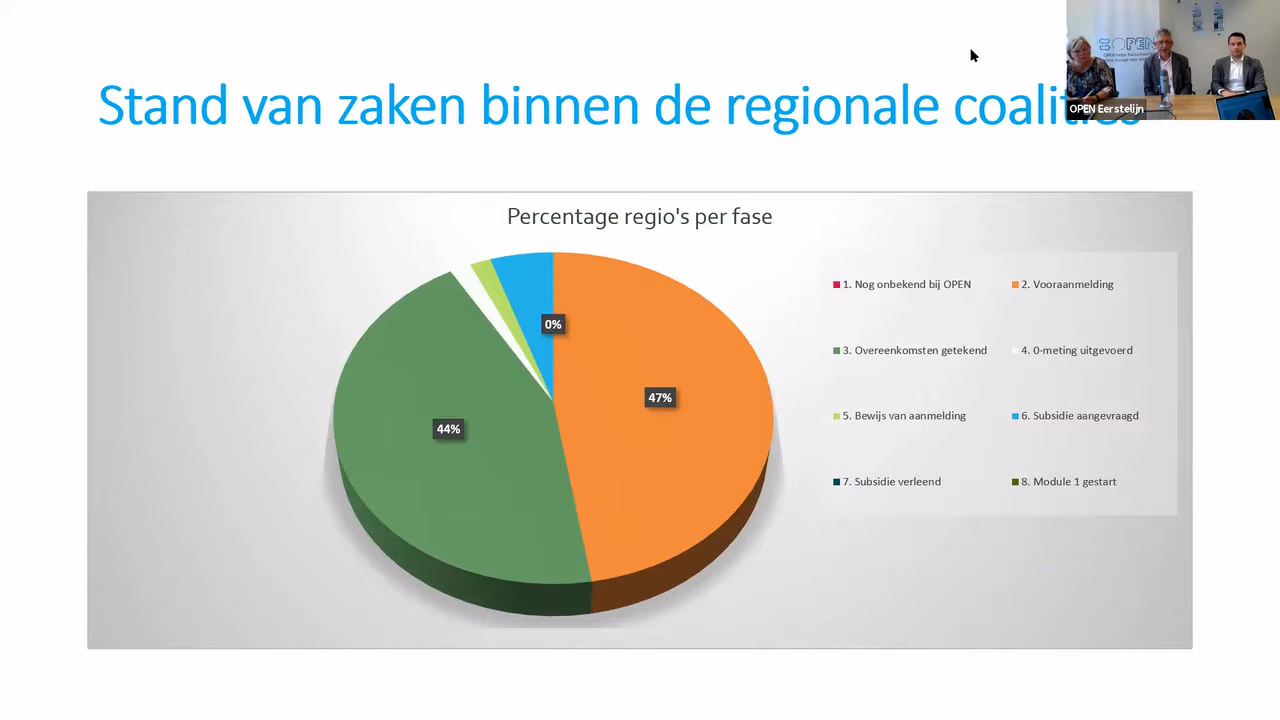 Stand van zaken binnen de regionale coalities
OPEN
OPEN Eerstelijn
Percentage regio's per fase
1. Nog onbekend bij OPEN
2. Vooraanmelding
3. Overeenkomsten getekend
4. 0-meting uitgevoerd
5. Bewijs van aanmelding
6. Subsidie aangevraagd
7. Subsidie verleend
8. Module 1 gestart
0%
47%
44%